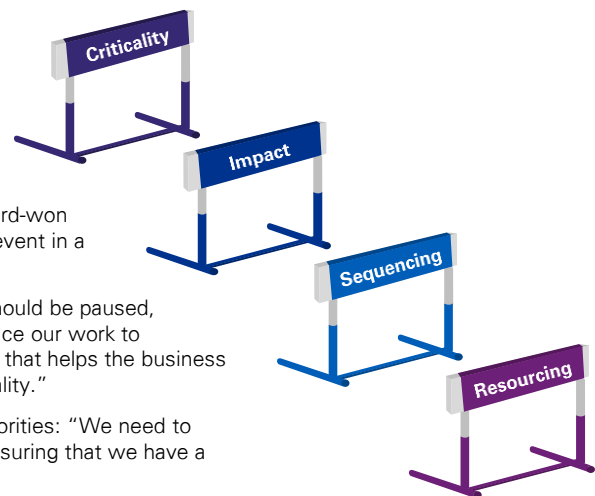 Criticality
Impact
rd-won
event in a
Sequencing
ould be paused,
ce our work to
that helps the business
ality.”
Resourcing
orities: “We need to
suring that we have a